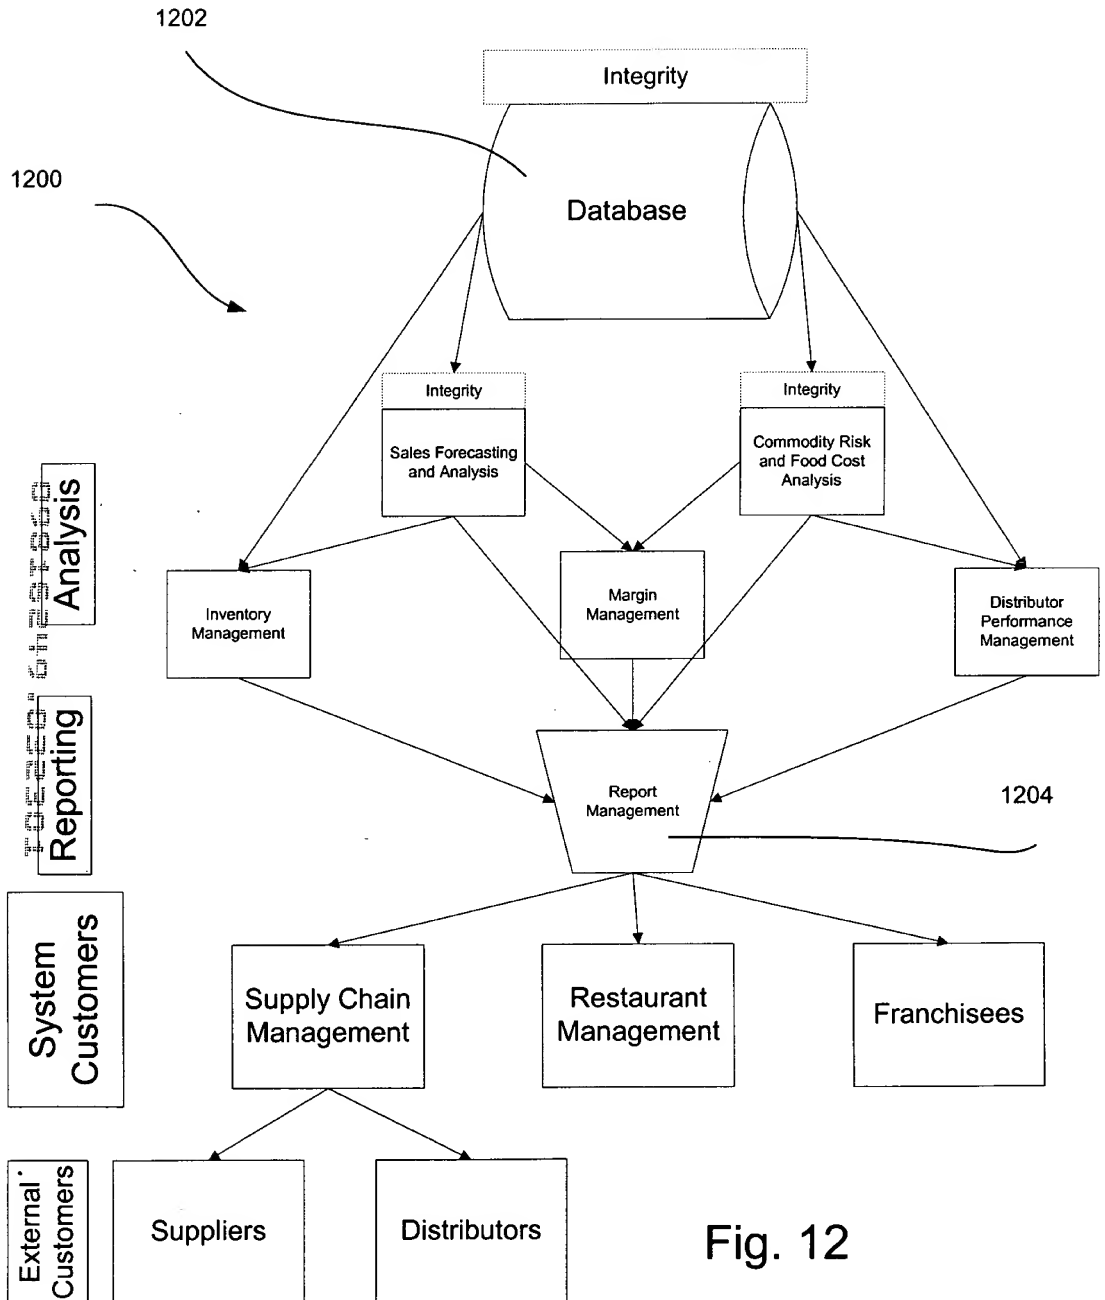 1202
Integrity
1200
Database
Integrity
Integrity
Sales Forecasting
and Analysis
Commodity Risk
and Food Cost
Analysis
Analysis
Inventory
Management
Margin
Management
Distributor
Performance
Management
Reporting
Report
Management
1204
System
Customers
Supply Chain
Management
Restaurant
Management
Franchisees
External
Customers
Suppliers
Distributors
Fig. 12